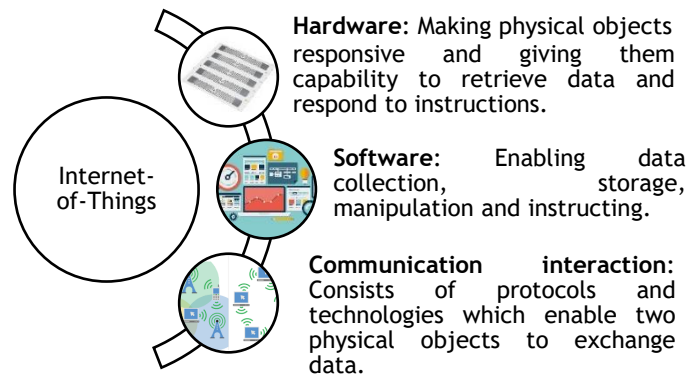 Hardware: Making physical objects
responsive and giving them
capability to retrieve data and
respond to instructions.
Internet-
of-Things
Software: Enabling data
collection, storage,
manipulation and instructing.
Communication interaction:
Consists of protocols and
technologies which enable two
physical objects to exchange
data.